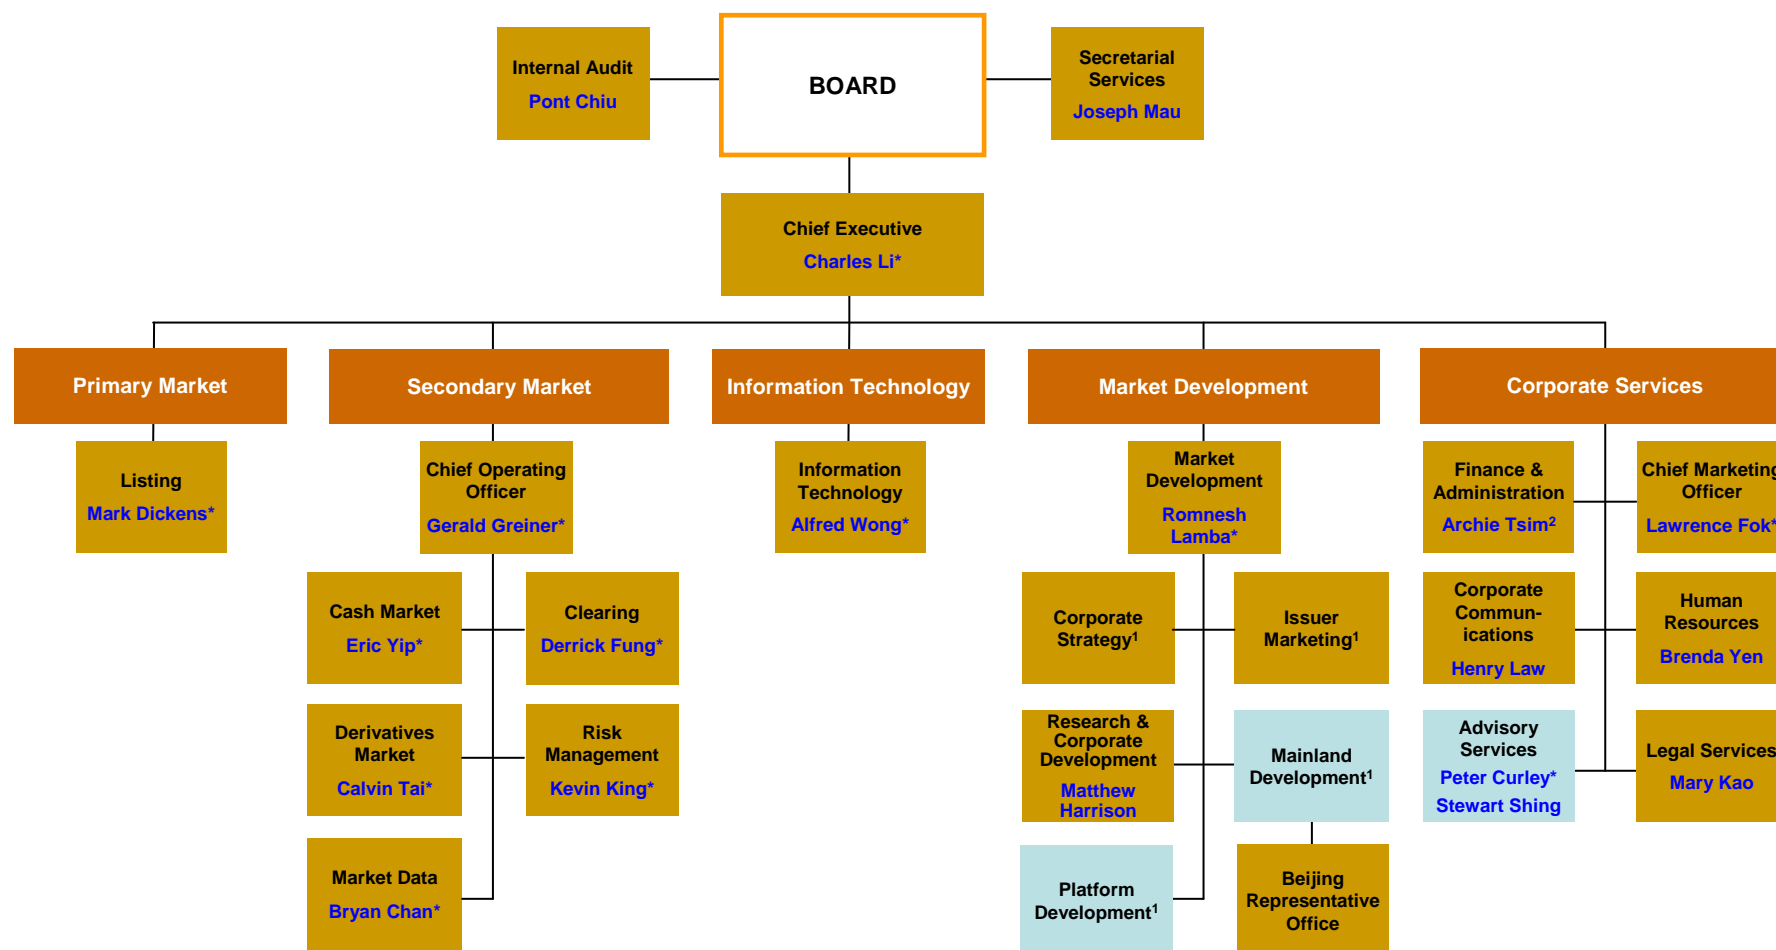 Internal Audit
Pont Chiu
BOARD
Secretarial
Services
Joseph Mau
Chief Executive
Charles Li*
Primary Market
Secondary Market
Information Technology
Market Development
Corporate Services
Listing
Mark Dickens*
Chief Operating
Officer
Gerald Greiner*
Information
Technology
Alfred Wong*
Market
Development
Romnesh
Lamba*
Finance &
Administration
Archie Tsim²
Chief Marketing
Officer
Lawrence Fok*
Cash Market
Eric Yip*
Clearing
Derrick Fung*
Corporate
Strategy¹
Issuer
Marketing¹
Corporate
Commun-
ications
Henry Law
Human
Resources
Brenda Yen
Derivatives
Market
Calvin Tai*
Risk
Management
Kevin King*
Research &
Corporate
Development
Matthew
Harrison
Mainland
Development¹
Advisory
Services
Peter Curley*
Stewart Shing
Legal Services
Mary Kao
Market Data
Bryan Chan*
Platform
Development¹
Beijing
Representative
Office